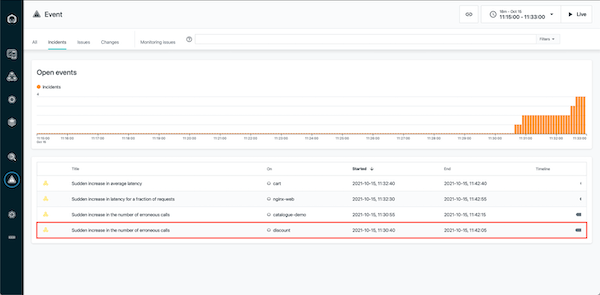 Event
Mon - Oct 15
11:15:00 - 11:33:00
Live
All Incidents Issues Changes Monitoring Issues
Filters
Open events
Incidents
4
11:15:00 11:16:00 11:17:00 11:18:00 11:19:00 11:20:00 11:21:00 11:22:00 11:23:00 11:24:00 11:25:00 11:26:00 11:27:00 11:28:00 11:29:00 11:30:00 11:31:00 11:32:00 11:33:00
Oct 15
Title On Started End Timeline
Sudden increase in average latency cart 2021-10-15, 11:32:40 2021-10-15, 11:42:40
Sudden increase in latency for a fraction of requests nginx-web 2021-10-15, 11:32:30 2021-10-15, 11:42:55
Sudden increase in the number of erroneous calls catalogue-demo 2021-10-15, 11:30:55 2021-10-15, 11:42:15
Sudden increase in the number of erroneous calls discount 2021-10-15, 11:30:40 2021-10-15, 11:42:05